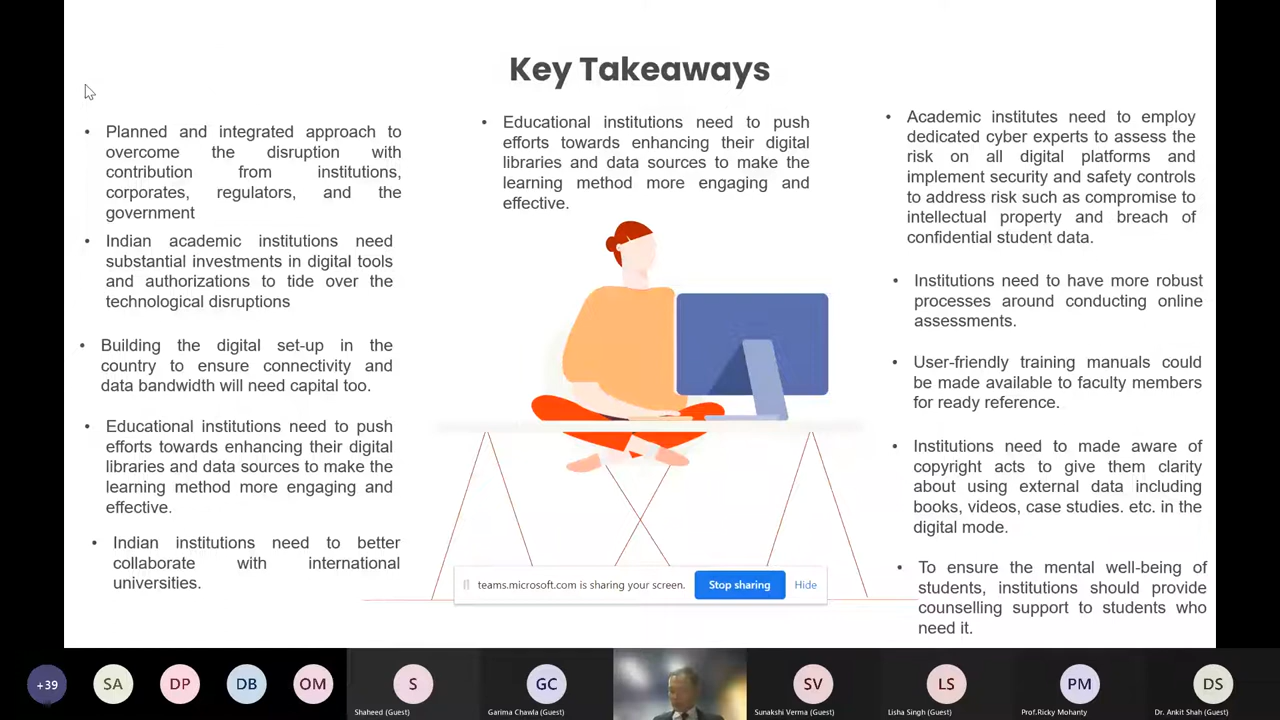 Key Takeaways
Planned and integrated approach to
overcome the disruption with
contribution from institutions,
corporates, regulators, and the
government
Indian academic institutions need
substantial investments in digital tools
and authorizations to tide over the
technological disruptions
Building the digital set-up in the
country to ensure connectivity and
data bandwidth will need capital too.
Educational institutions need to push
efforts towards enhancing their digital
libraries and data sources to make the
learning method more engaging and
effective.
Indian institutions need to better
collaborate with international
universities.
Educational institutions need to push
efforts towards enhancing their digital
libraries and data sources to make the
learning method more engaging and
effective.
Academic institutes need to employ
dedicated cyber experts to assess the
risk on all digital platforms and
implement security and safety controls
to address risk such as compromise to
intellectual property and breach of
confidential student data.
Institutions need to have more robust
processes around conducting online
assessments.
User-friendly training manuals could
be made available to faculty members
for ready reference.
Institutions need to made aware of
copyright acts to give them clarity
about using external data including
books, videos, case studies. etc. in the
digital mode.
To ensure the mental well-being of
students, institutions should provide
counselling support to students who
need it.
teams.microsoft.com is sharing your screen. Stop sharing Hide
+39 SA DP DB OM S GC SV LS PM DS
Shaheed (Guest) Garima Chawla (Guest) Sunakshi Verma (Guest) Lisha Singh (Guest) Prof.Ricky Mohanty Dr. Ankit Shah (Guest)